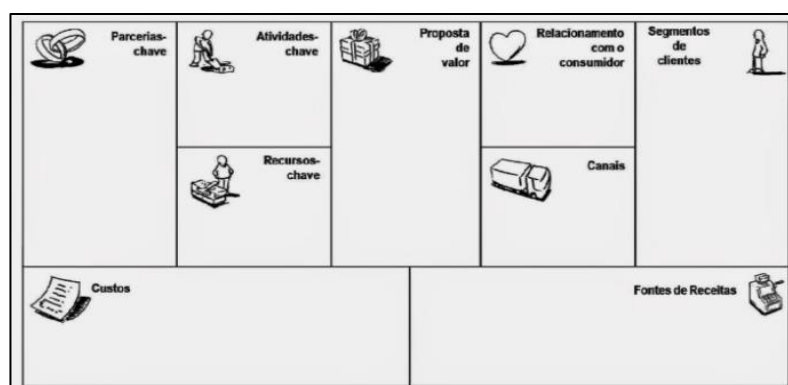 Parcerias-
chave
Atividades-
chave
Recursos-
chave
Proposta
de
valor
Relacionamento
com o
consumidor
Canais
Segmentos
de
clientes
Custos
Fontes de Receitas